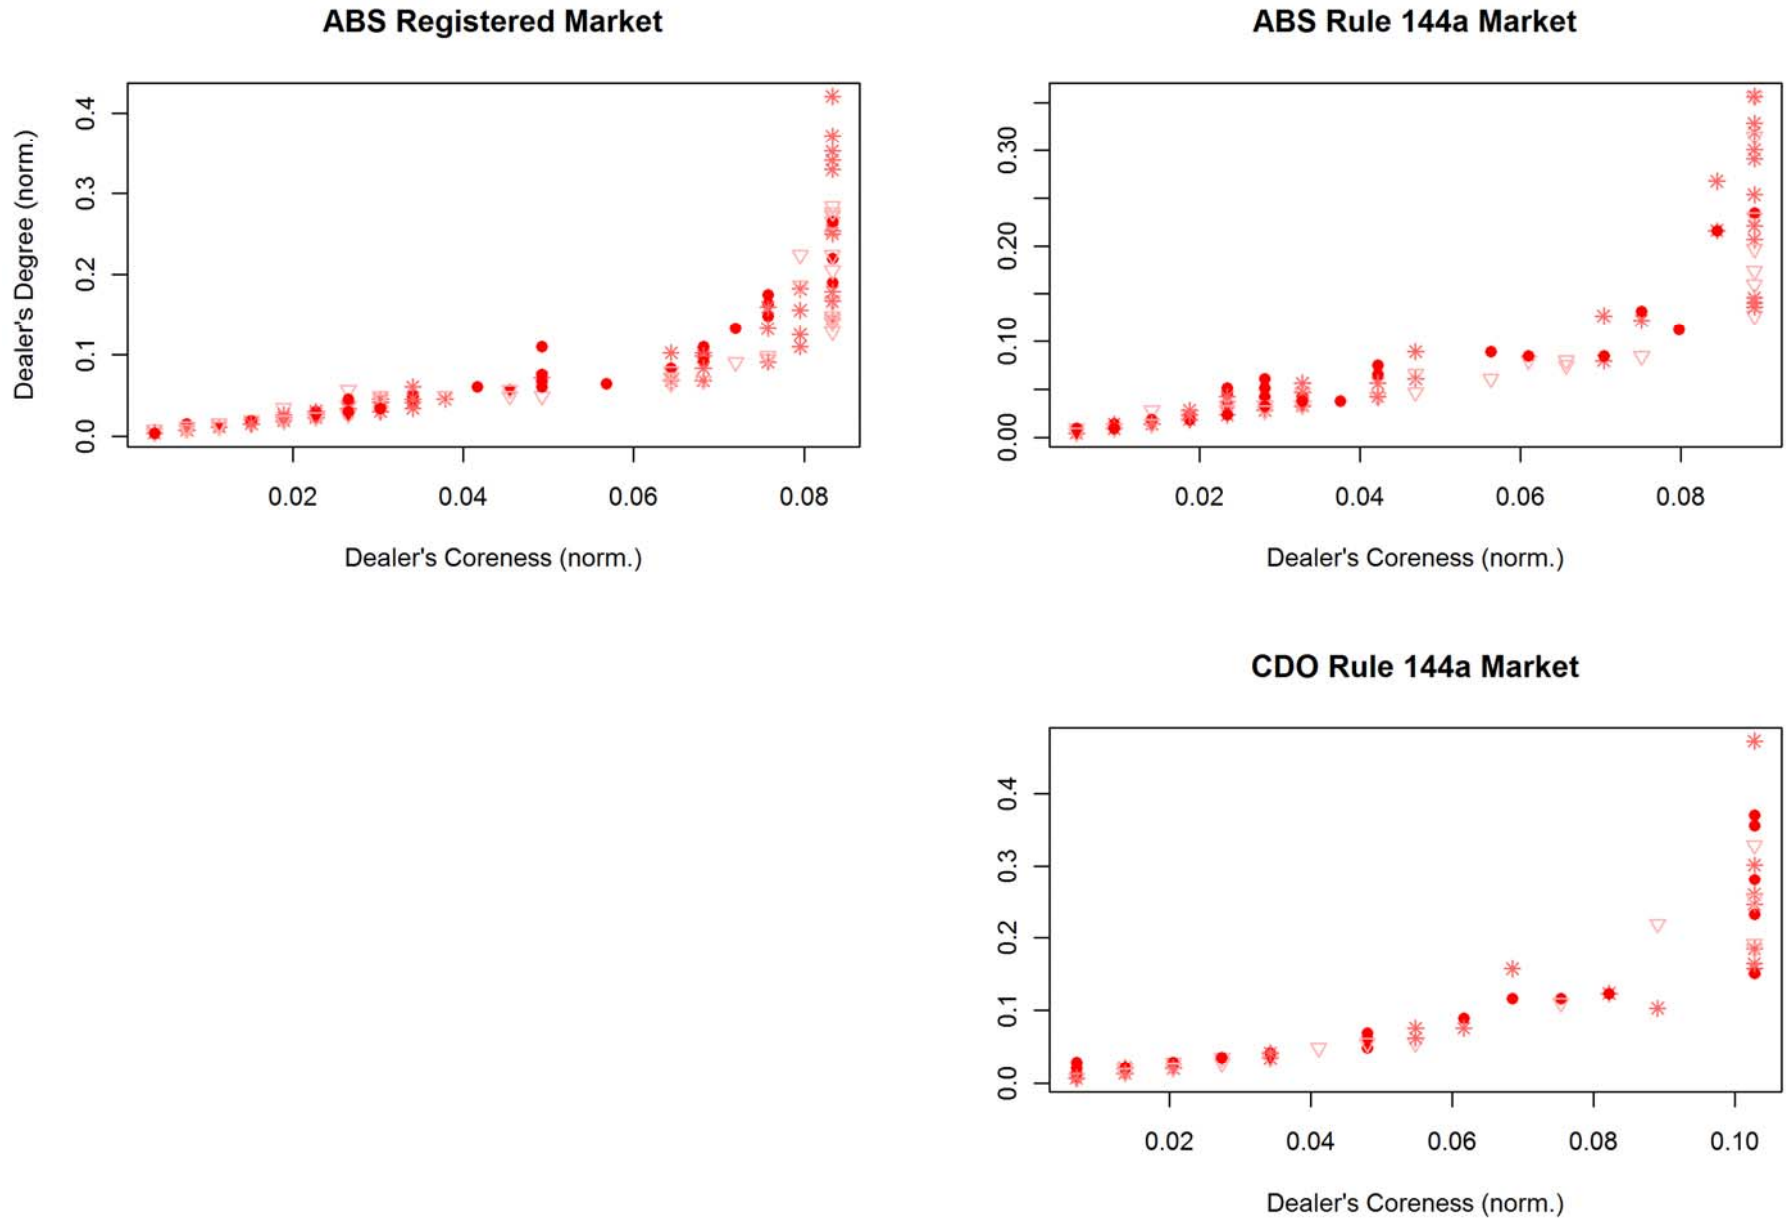 ABS Registered Market
ABS Rule 144a Market
Dealer's Degree (norm.)
0.4
0.3
0.2
0.1
0.0
0.02 0.04 0.06 0.08
Dealer's Coreness (norm.)
0.30
0.20
0.10
0.00
0.02 0.04 0.06 0.08
Dealer's Coreness (norm.)
CDO Rule 144a Market
0.4
0.3
0.2
0.1
0.0
0.02 0.04 0.06 0.08 0.10
Dealer's Coreness (norm.)